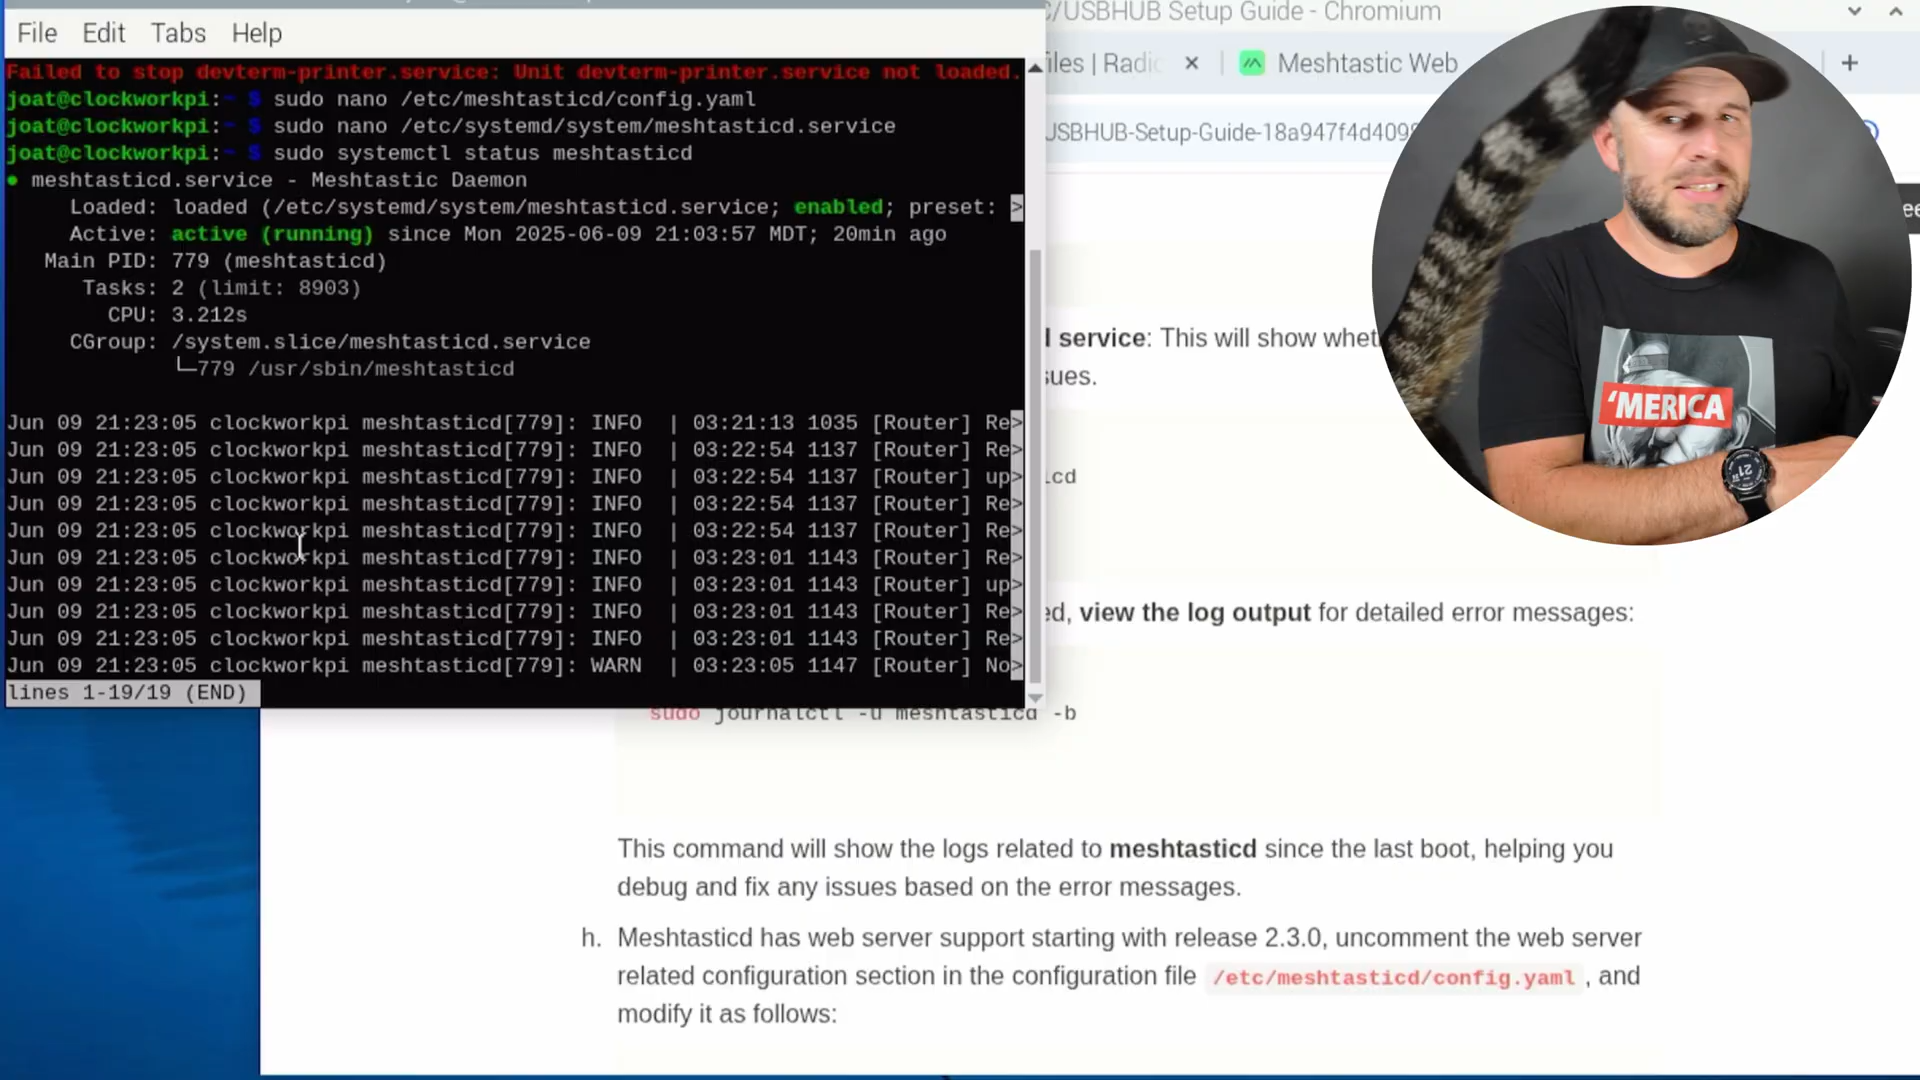 /USBHUB Setup Guide - Chromium
File Edit Tabs Help
iles | Radio
Meshtastic Web
Failed to stop devterm-printer.service: Unit devterm-printer.service not loaded.
joat@clockworkpi:~ $ sudo nano /etc/meshtasticd/config.yaml
joat@clockworkpi:~ $ sudo nano /etc/systemd/system/meshtasticd.service
joat@clockworkpi:~ $ sudo systemctl status meshtasticd
● meshtasticd.service - Meshtastic Daemon
Loaded: loaded (/etc/systemd/system/meshtasticd.service; enabled; preset: >
Active: active (running) since Mon 2025-06-09 21:03:57 MDT; 20min ago
Main PID: 779 (meshtasticd)
Tasks: 2 (limit: 8903)
CPU: 3.212s
CGroup: /system.slice/meshtasticd.service
└─779 /usr/sbin/meshtasticd
Jun 09 21:23:05 clockworkpi meshtasticd[779]: INFO | 03:21:13 1035 [Router] Re>
Jun 09 21:23:05 clockworkpi meshtasticd[779]: INFO | 03:22:54 1137 [Router] Re>
Jun 09 21:23:05 clockworkpi meshtasticd[779]: INFO | 03:22:54 1137 [Router] up>
Jun 09 21:23:05 clockworkpi meshtasticd[779]: INFO | 03:22:54 1137 [Router] Re>
Jun 09 21:23:05 clockworkpi meshtasticd[779]: INFO | 03:22:54 1137 [Router] Re>
Jun 09 21:23:05 clockworkpi meshtasticd[779]: INFO | 03:23:01 1143 [Router] Re>
Jun 09 21:23:05 clockworkpi meshtasticd[779]: INFO | 03:23:01 1143 [Router] up>
Jun 09 21:23:05 clockworkpi meshtasticd[779]: INFO | 03:23:01 1143 [Router] Re>
Jun 09 21:23:05 clockworkpi meshtasticd[779]: INFO | 03:23:01 1143 [Router] Re>
Jun 09 21:23:05 clockworkpi meshtasticd[779]: WARN | 03:23:05 1147 [Router] No>
lines 1-19/19 (END)
USBHUB-Setup-Guide-18a947f4d409
d service: This will show whet
sues.
icd
ed, view the log output for detailed error messages:
sudo journalctl -u meshtasticd -b
This command will show the logs related to meshtasticd since the last boot, helping you
debug and fix any issues based on the error messages.
h. Meshtasticd has web server support starting with release 2.3.0, uncomment the web server
related configuration section in the configuration file /etc/meshtasticd/config.yaml , and
modify it as follows:
'MERICA
21